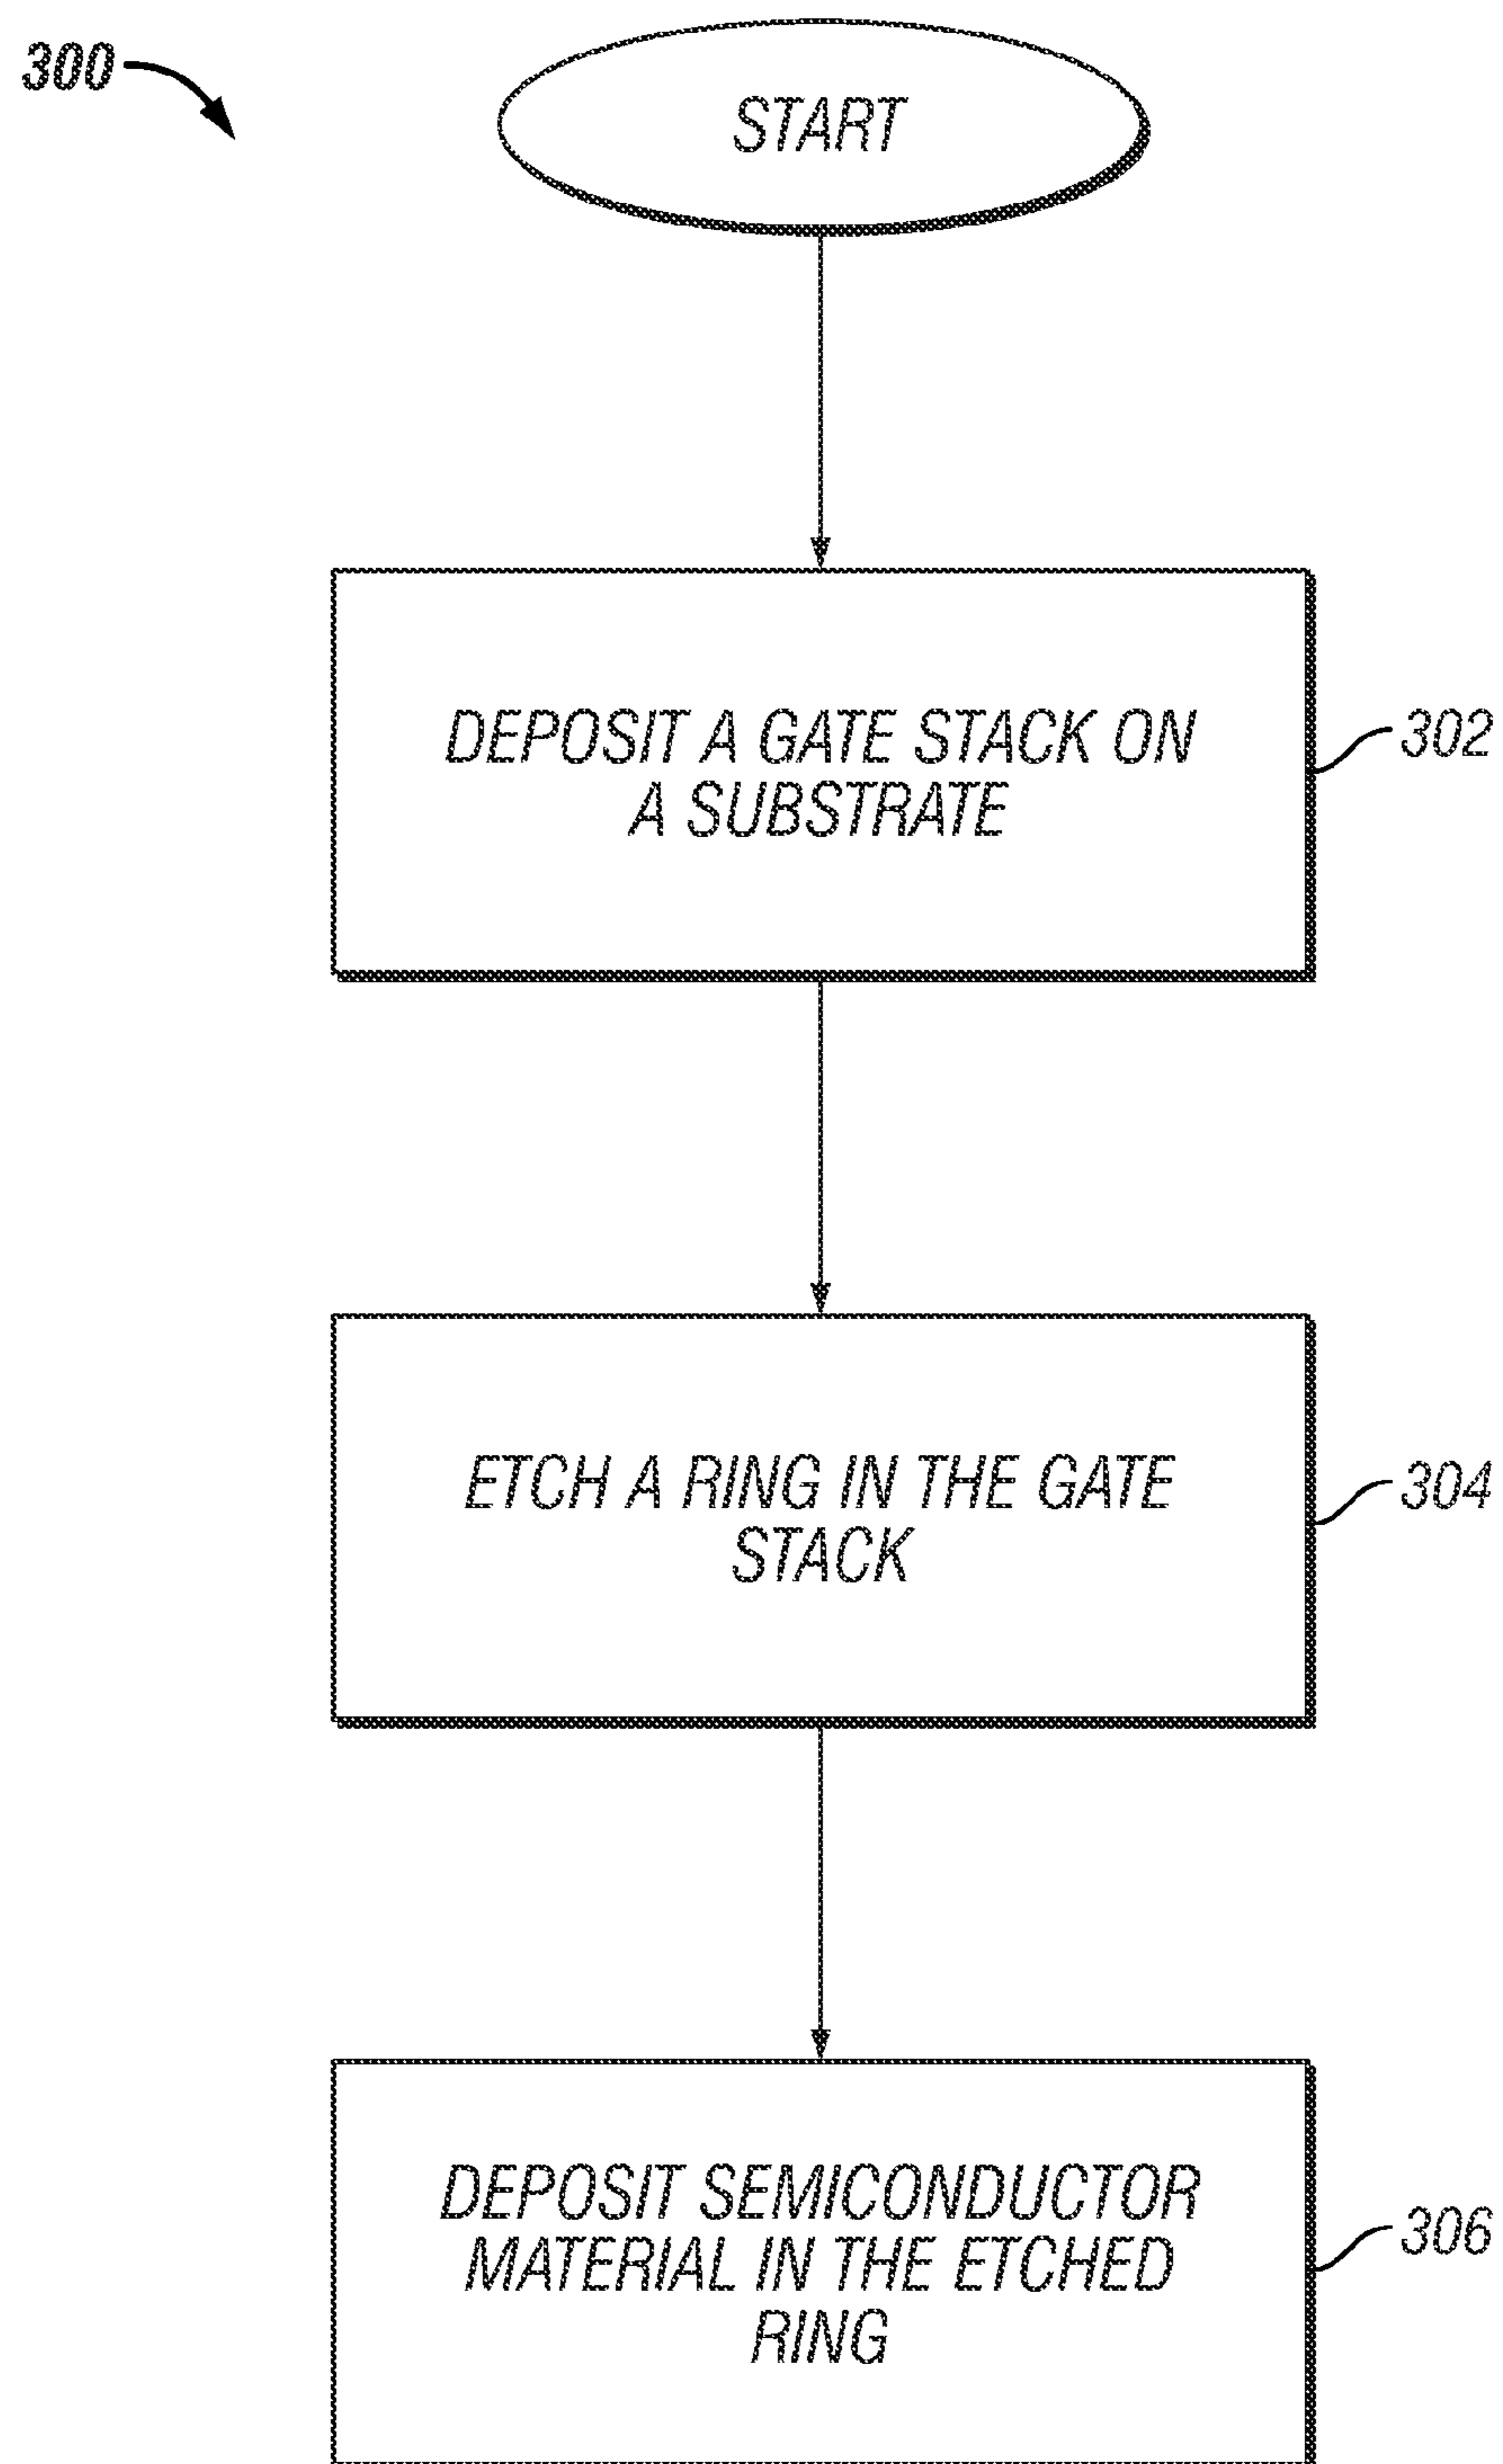 300
START
DEPOSIT A GATE STACK ON
A SUBSTRATE
302
ETCH A RING IN THE GATE
STACK
304
DEPOSIT SEMICONDUCTOR
MATERIAL IN THE ETCHED
RING
306